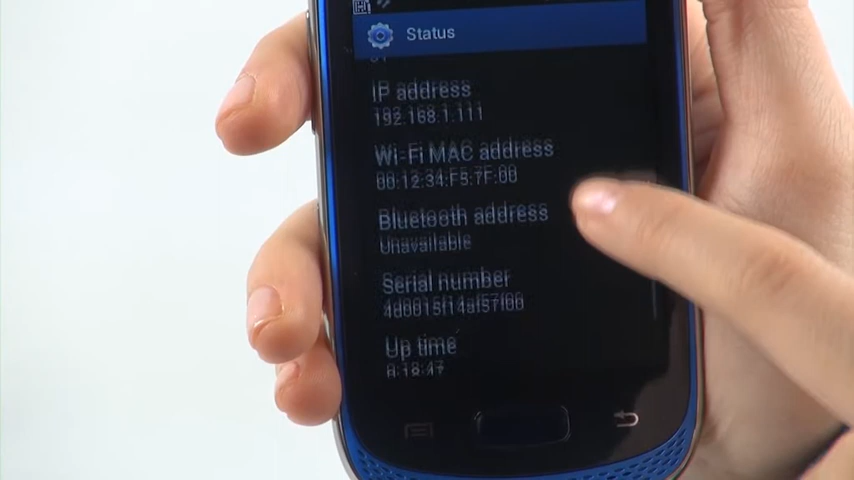 Status
IP address
192.168.1.111
Wi-Fi MAC address
00:12:34:F5:7F:00
Bluetooth address
Unavailable
Serial number
4d0015f14af57f00
Up time
0:18:47